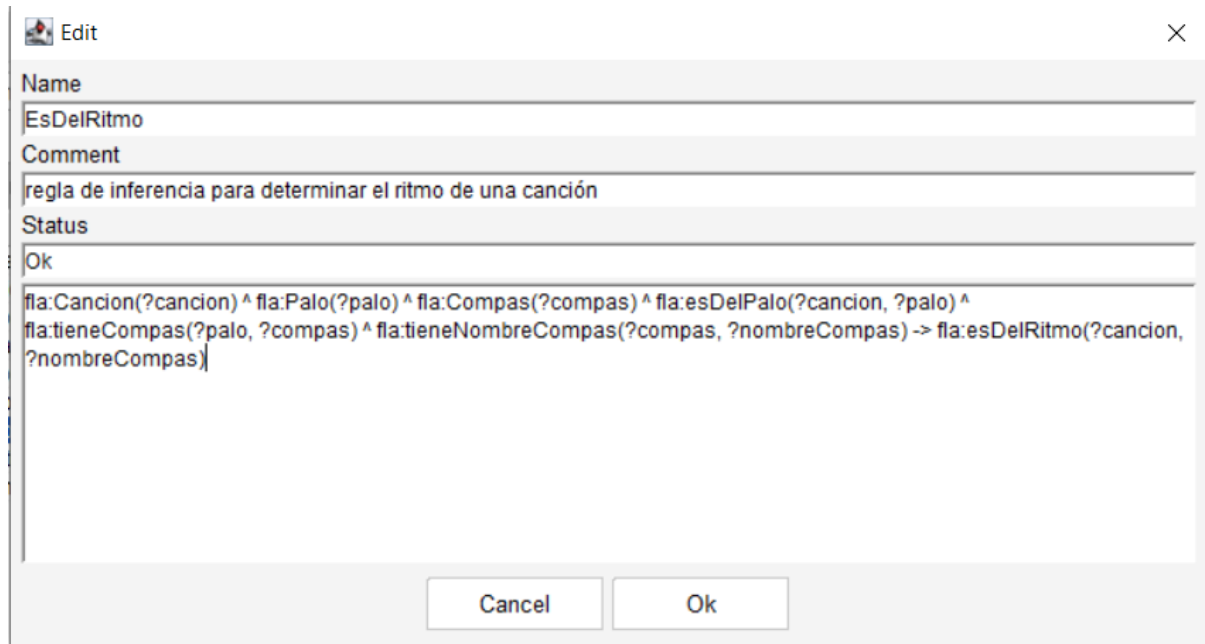 Edit
Name
EsDelRitmo
Comment
regla de inferencia para determinar el ritmo de una canción
Status
Ok
fla:Cancion(?cancion) ^ fla:Palo(?palo) ^ fla:Compas(?compas) ^ fla:esDelPalo(?cancion, ?palo) ^
fla:tieneCompas(?palo, ?compas) ^ fla:tieneNombreCompas(?compas, ?nombreCompas) -> fla:esDelRitmo(?cancion,
?nombreCompas)
Cancel Ok